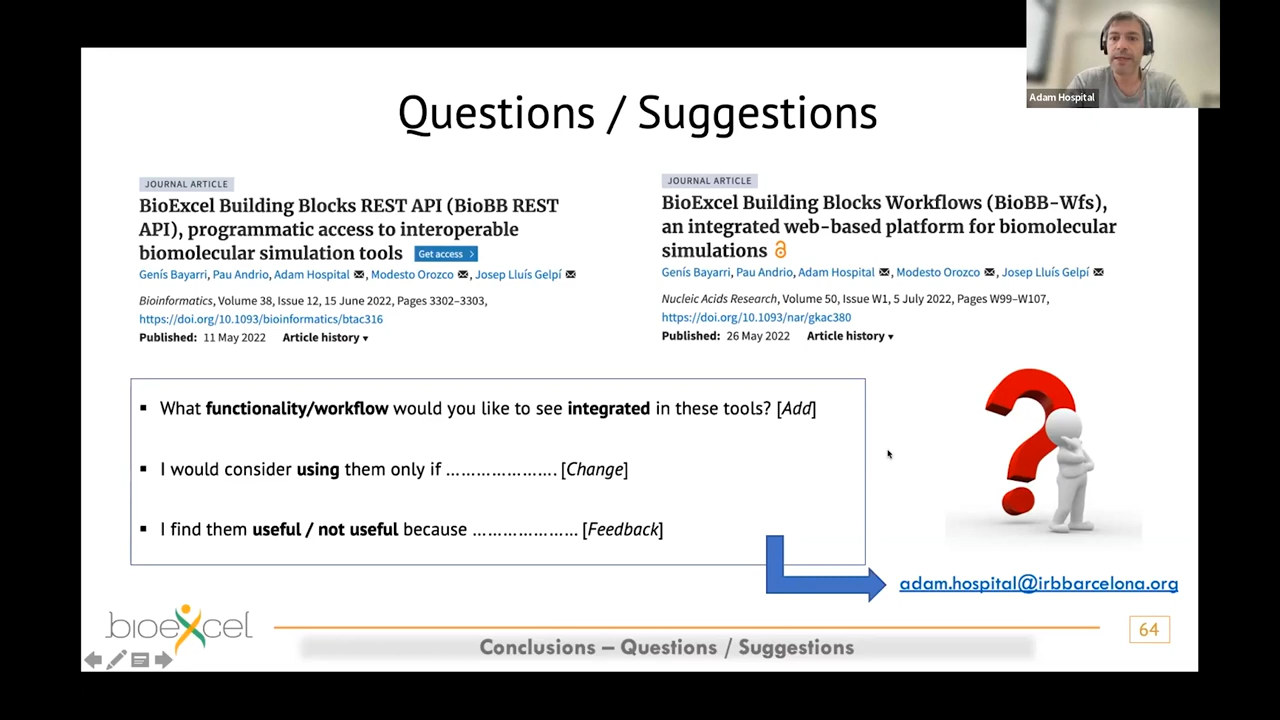 Adam Hospital
Questions / Suggestions
JOURNAL ARTICLE
BioExcel Building Blocks REST API (BioBB REST
API), programmatic access to interoperable
biomolecular simulation tools Get access >
Genís Bayarri, Pau Andrio, Adam Hospital ✉, Modesto Orozco ✉, Josep Lluís Gelpí ✉
Bioinformatics, Volume 38, Issue 12, 15 June 2022, Pages 3302–3303,
https://doi.org/10.1093/bioinformatics/btac316
Published: 11 May 2022 Article history ▾
JOURNAL ARTICLE
BioExcel Building Blocks Workflows (BioBB-Wfs),
an integrated web-based platform for biomolecular
simulations
Genís Bayarri, Pau Andrio, Adam Hospital ✉, Modesto Orozco ✉, Josep Lluís Gelpí ✉
Nucleic Acids Research, Volume 50, Issue W1, 5 July 2022, Pages W99–W107,
https://doi.org/10.1093/nar/gkac380
Published: 26 May 2022 Article history ▾
▪ What functionality/workflow would you like to see integrated in these tools? [Add]
▪ I would consider using them only if …………………. [Change]
▪ I find them useful / not useful because ………………… [Feedback]
adam.hospital@irbbarcelona.org
bioexcel
Conclusions – Questions / Suggestions
64